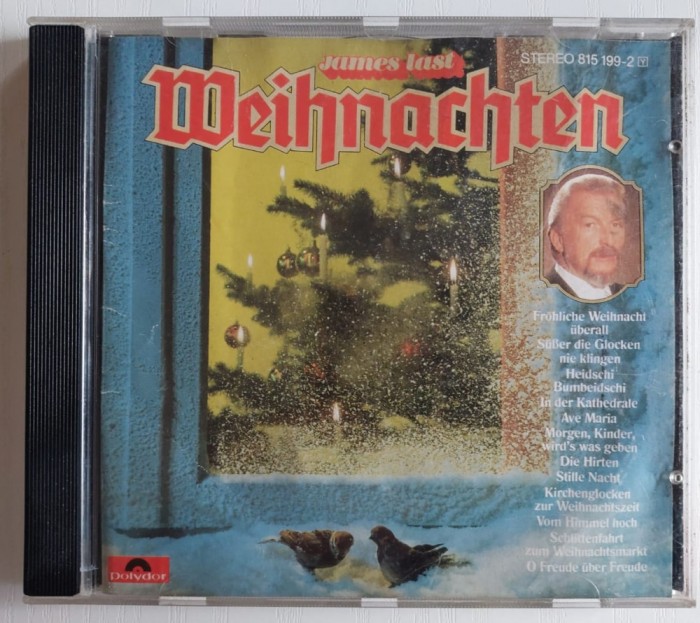 James Last
STEREO 815 199-2 Y
Weihnachten
Fröhliche Weihnacht
überall
Süßer die Glocken
nie klingen
Heidschi
Bumbeidschi
In der Kathedrale
Ave Maria
Morgen, Kinder,
wird's was geben
Die Hirten
Stille Nacht
Kirchenglocken
zur Weihnachtszeit
Vom Himmel hoch
Schlittenfahrt
zum Weihnachtsmarkt
O Freude über Freude
Polydor